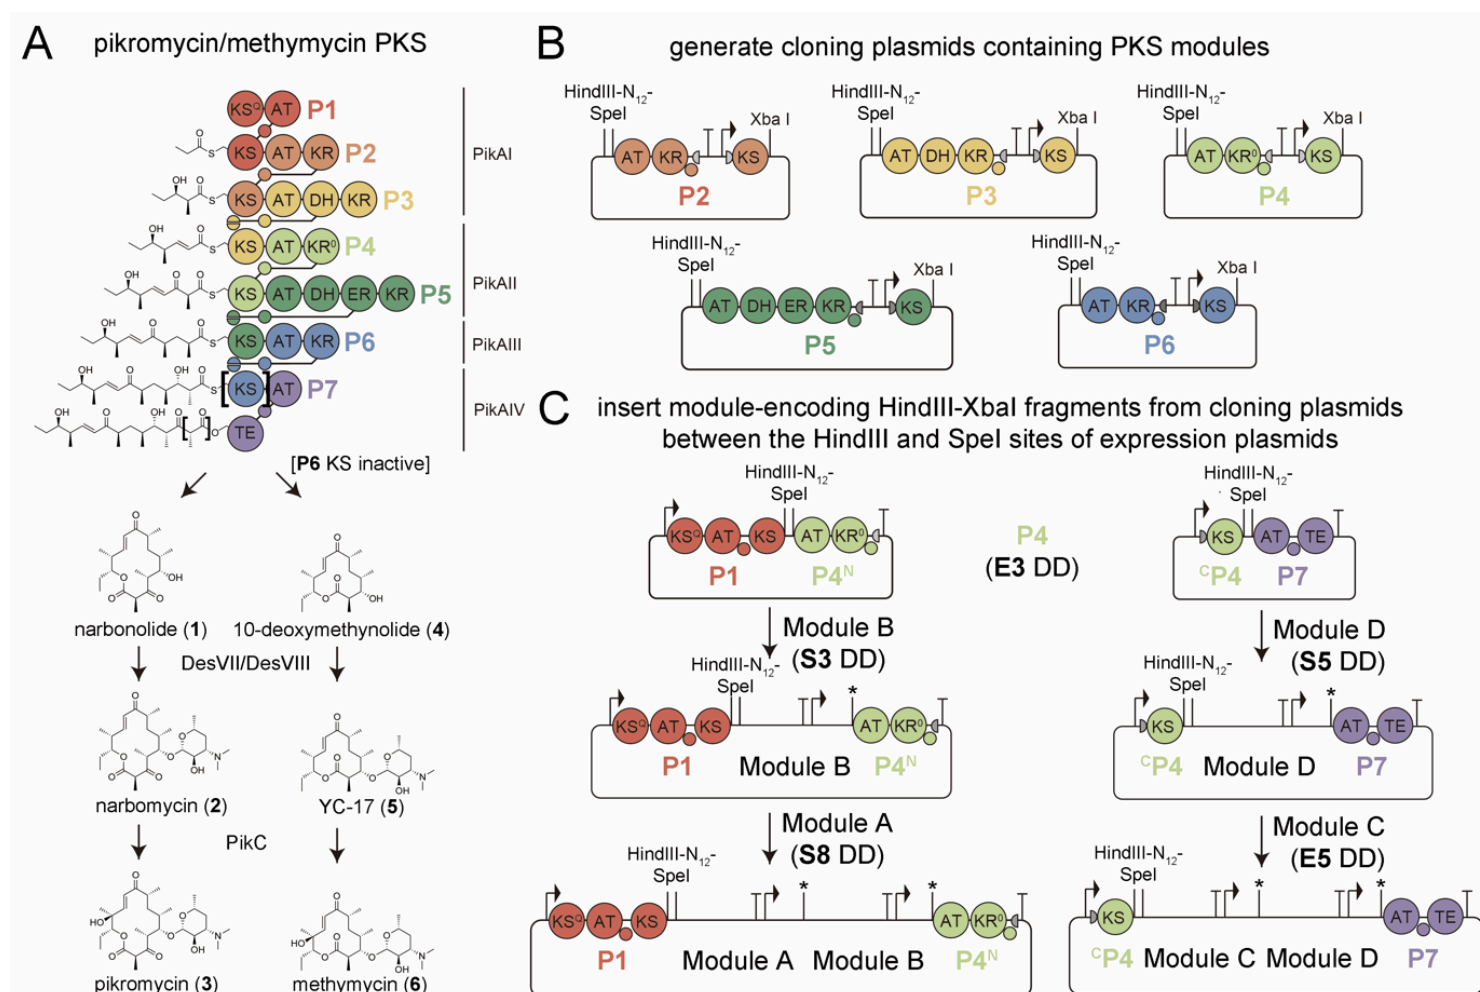 A
pikromycin/methymycin PKS
KSQ AT P1
KS AT KR P2
PikAI
KS AT DH KR P3
KS AT KR0 P4
PikAII
KS AT DH ER KR P5
KS AT KR P6
PikAIII
[KS] AT P7
PikAIV
TE
[P6 KS inactive]
narbonolide (1)
10-deoxymethynolide (4)
DesVII/DesVIII
narbomycin (2)
YC-17 (5)
PikC
pikromycin (3)
methymycin (6)
B
generate cloning plasmids containing PKS modules
HindIII-N12-
SpeI
Xba I
AT KR KS
P2
HindIII-N12-
SpeI
Xba I
AT DH KR KS
P3
HindIII-N12-
SpeI
Xba I
AT KR0 KS
P4
HindIII-N12-
SpeI
Xba I
AT DH ER KR KS
P5
HindIII-N12-
SpeI
Xba I
AT KR KS
P6
C
insert module-encoding HindIII-XbaI fragments from cloning plasmids
between the HindIII and SpeI sites of expression plasmids
HindIII-N12-
SpeI
KSQ AT KS AT KR0
P1 P4N
P4
(E3 DD)
HindIII-N12-
SpeI
KS AT TE
CP4 P7
Module B
(S3 DD)
Module D
(S5 DD)
HindIII-N12-
SpeI
*
KSQ AT KS AT KR0
P1 Module B P4N
HindIII-N12-
SpeI
*
KS AT TE
CP4 Module D P7
Module A
(S8 DD)
Module C
(E5 DD)
HindIII-N12-
SpeI
* *
KSQ AT KS AT KR0
P1 Module A Module B P4N
HindIII-N12-
SpeI
* *
KS AT TE
CP4 Module C Module D P7